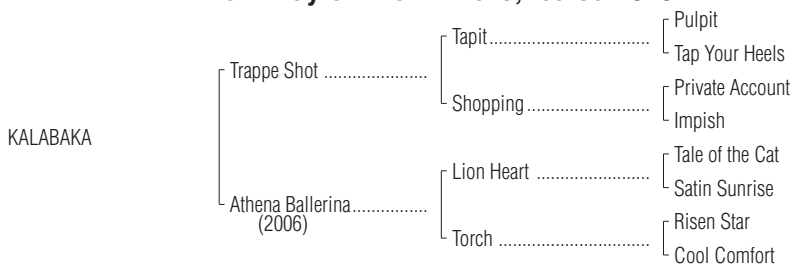 Pulpit
Tapit
Tap Your Heels
Trappe Shot
Private Account
Shopping
Impish
KALABAKA
Tale of the Cat
Lion Heart
Satin Sunrise
Athena Ballerina
(2006)
Risen Star
Torch
Cool Comfort